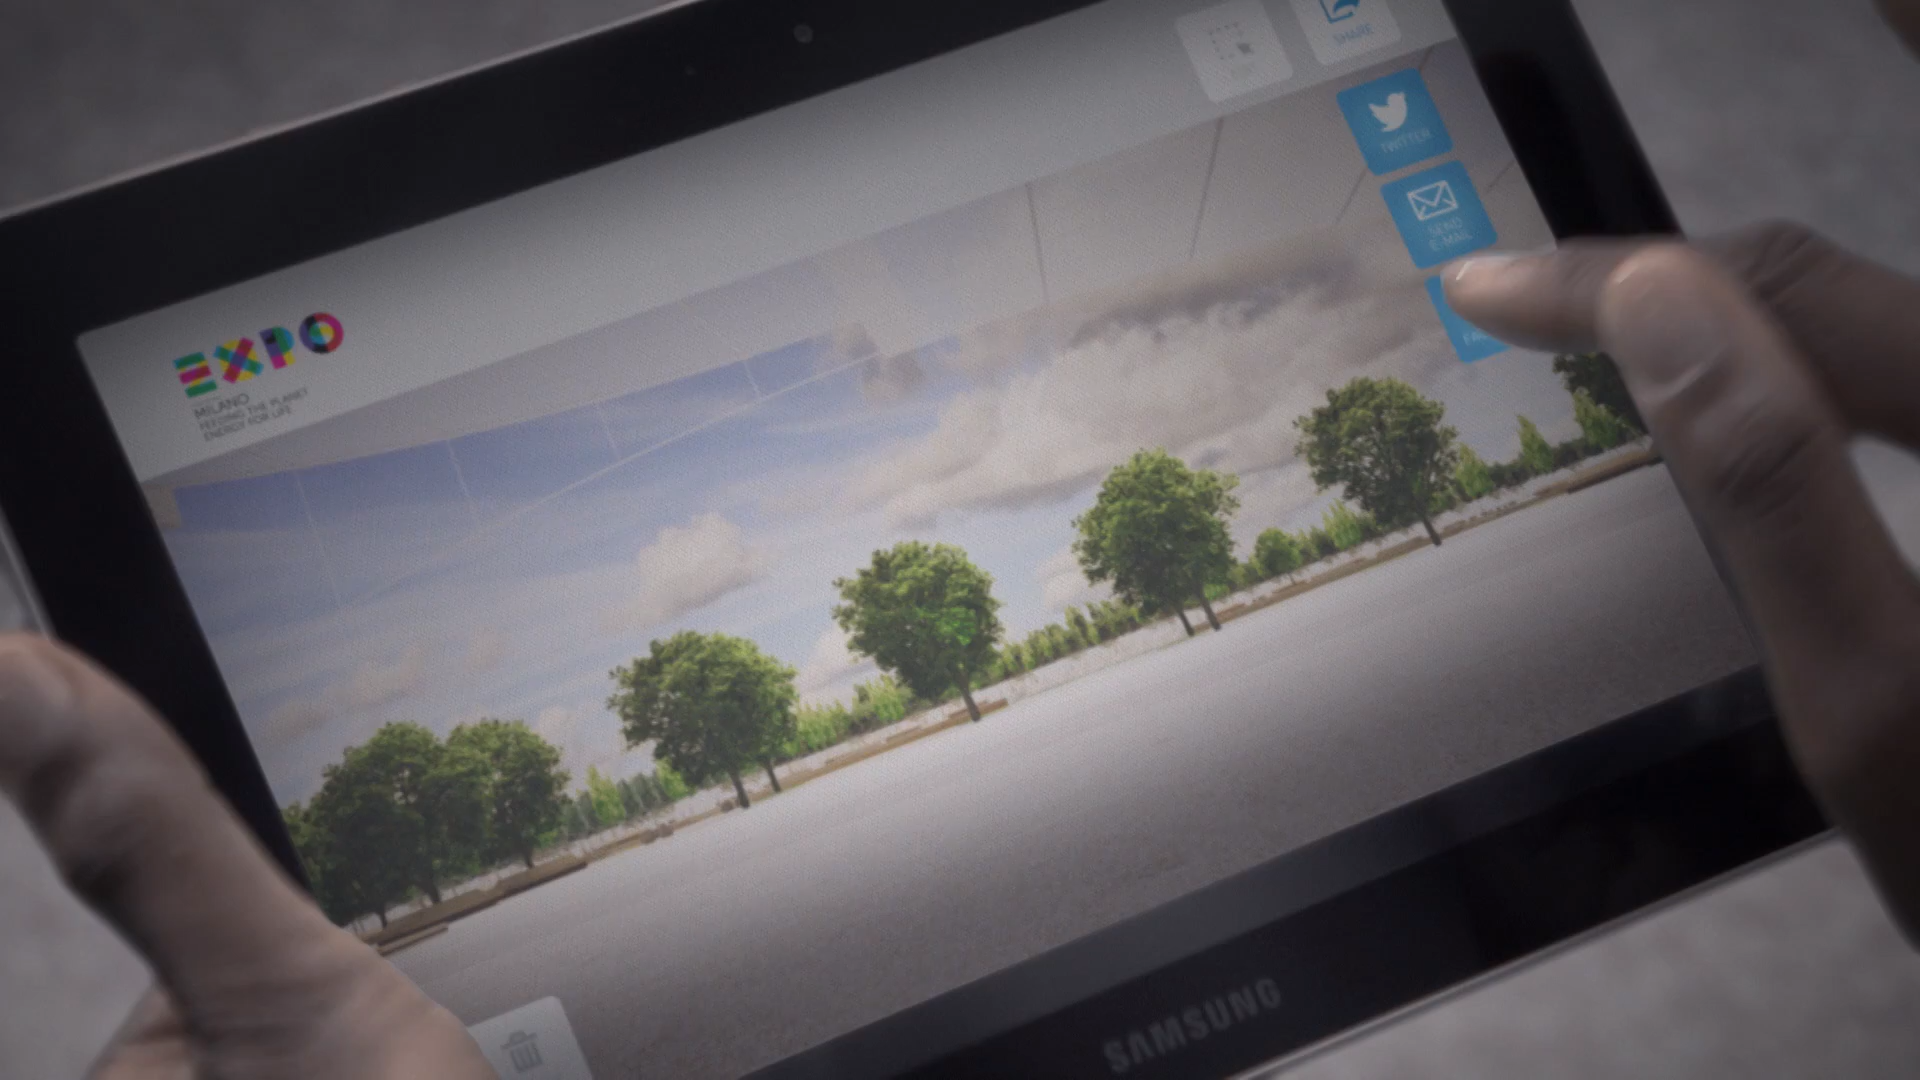 SHARE
TWITTER
SEND
E-MAIL
EXPO
MILANO
FEEDING THE PLANET
ENERGY FOR LIFE
SAMSUNG